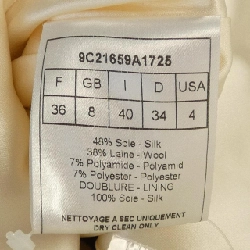 9C21659A1725
F GB I D USA
36 8 40 34 4
48% Soie - Silk
38% Laine - Wool
7% Polyamide - Polyamid
7% Polyester - Polyester
DOUBLURE - LINING
100% Soie - Silk
NETTOYAGE A SEC UNIQUEMENT
DRY CLEAN ONLY